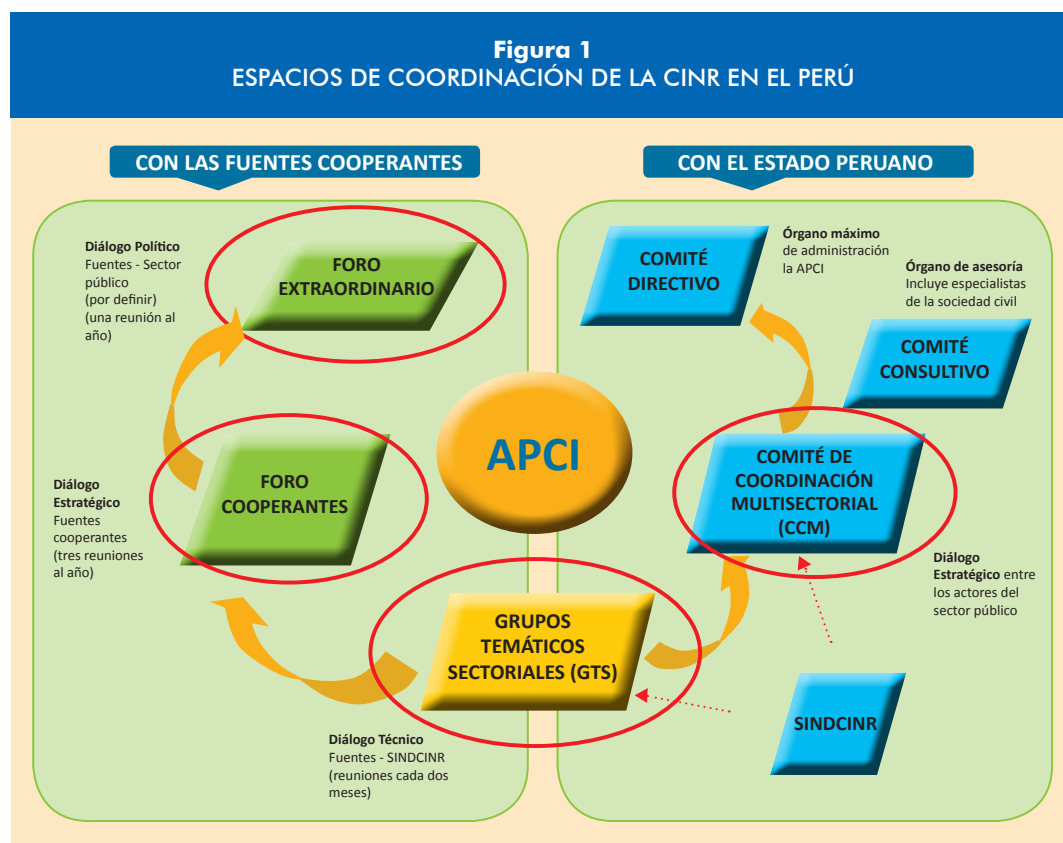 Figura 1
ESPACIOS DE COORDINACIÓN DE LA CINR EN EL PERÚ
CON LAS FUENTES COOPERANTES
Diálogo Político
Fuentes - Sector
público
(por definir)
(una reunión al
año)
FORO
EXTRAORDINARIO
Diálogo
Estratégico
Fuentes
cooperantes
(tres reuniones
al año)
FORO
COOPERANTES
APCI
GRUPOS
TEMÁTICOS
SECTORIALES (GTS)
Diálogo Técnico
Fuentes - SINDCINR
(reuniones cada dos
meses)
CON EL ESTADO PERUANO
COMITÉ
DIRECTIVO
Órgano máximo
de administración
la APCI
Órgano de asesoría
Incluye especialistas
de la sociedad civil
COMITÉ
CONSULTIVO
COMITÉ DE
COORDINACIÓN
MULTISECTORIAL
(CCM)
Diálogo
Estratégico entre
los actores del
sector público
SINDCINR